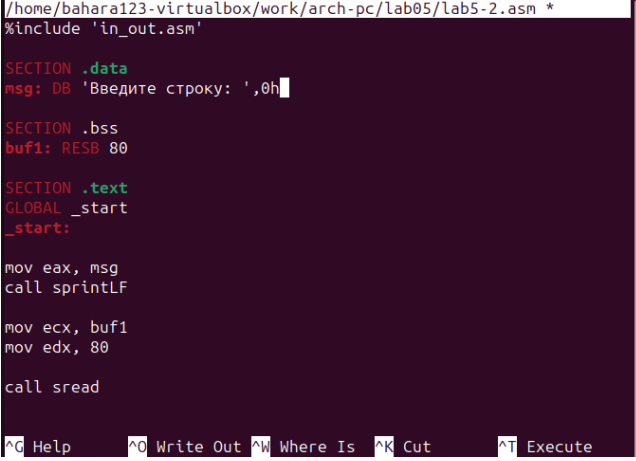 /home/bahara123-virtualbox/work/arch-pc/lab05/lab5-2.asm *
%include 'in_out.asm'
SECTION .data
msg: DB 'Введите строку: ',0h
SECTION .bss
buf1: RESB 80
SECTION .text
GLOBAL _start
_start:
mov eax, msg
call sprintLF
mov ecx, buf1
mov edx, 80
call sread
^G Help ^O Write Out ^W Where Is ^K Cut ^T Execute